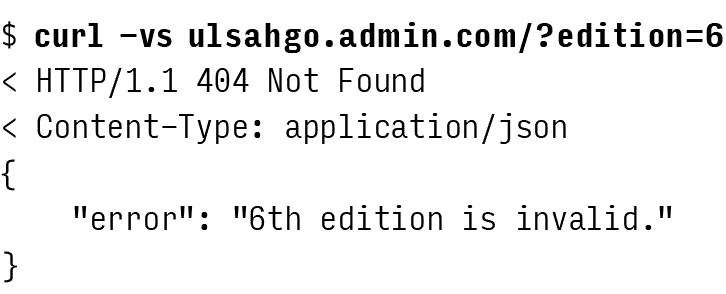 $ curl -vs ulsahgo.admin.com/?edition=6
< HTTP/1.1 404 Not Found
< Content-Type: application/json
{
    "error": "6th edition is invalid."
}